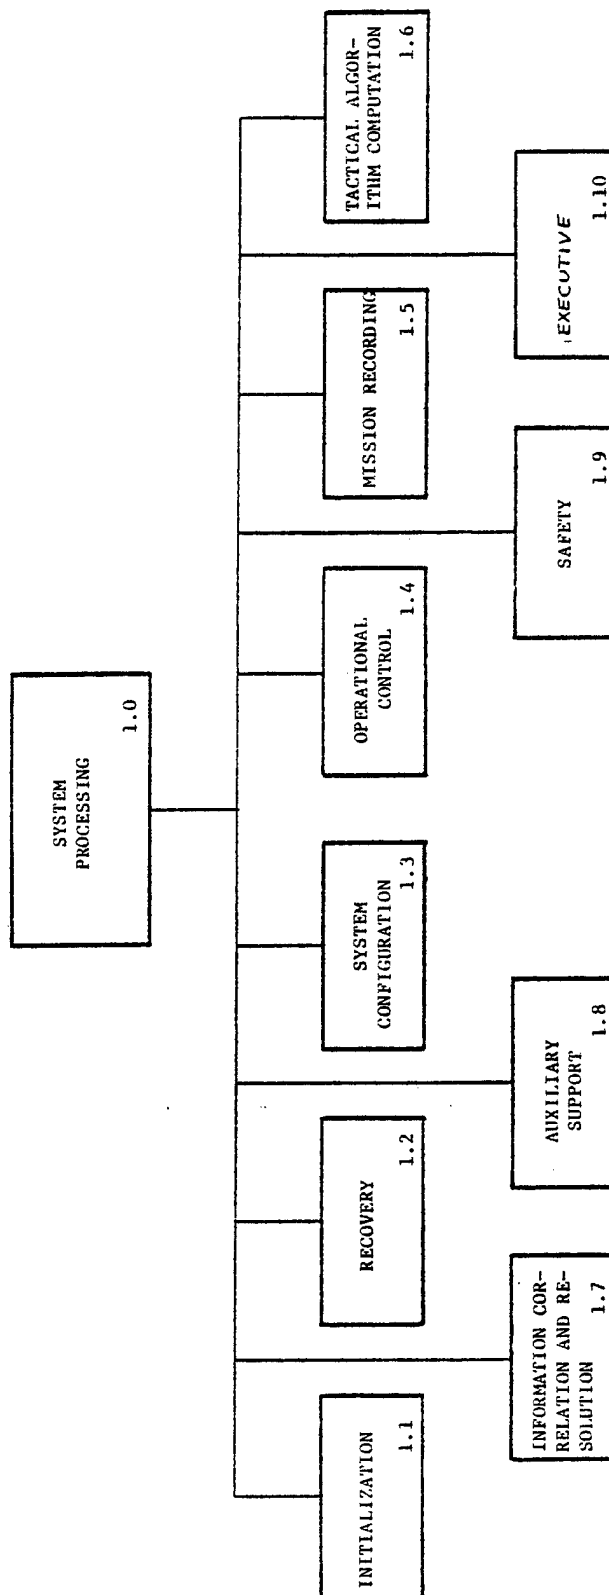 SYSTEM
PROCESSING
1.0
INITIALIZATION
1.1
RECOVERY
1.2
SYSTEM
CONFIGURATION
1.3
OPERATIONAL
CONTROL
1.4
MISSION RECORDING
1.5
TACTICAL ALGOR-
ITHM COMPUTATION
1.6
INFORMATION COR-
RELATION AND RE-
SOLUTION
1.7
AUXILIARY
SUPPORT
1.8
SAFETY
1.9
EXECUTIVE
1.10